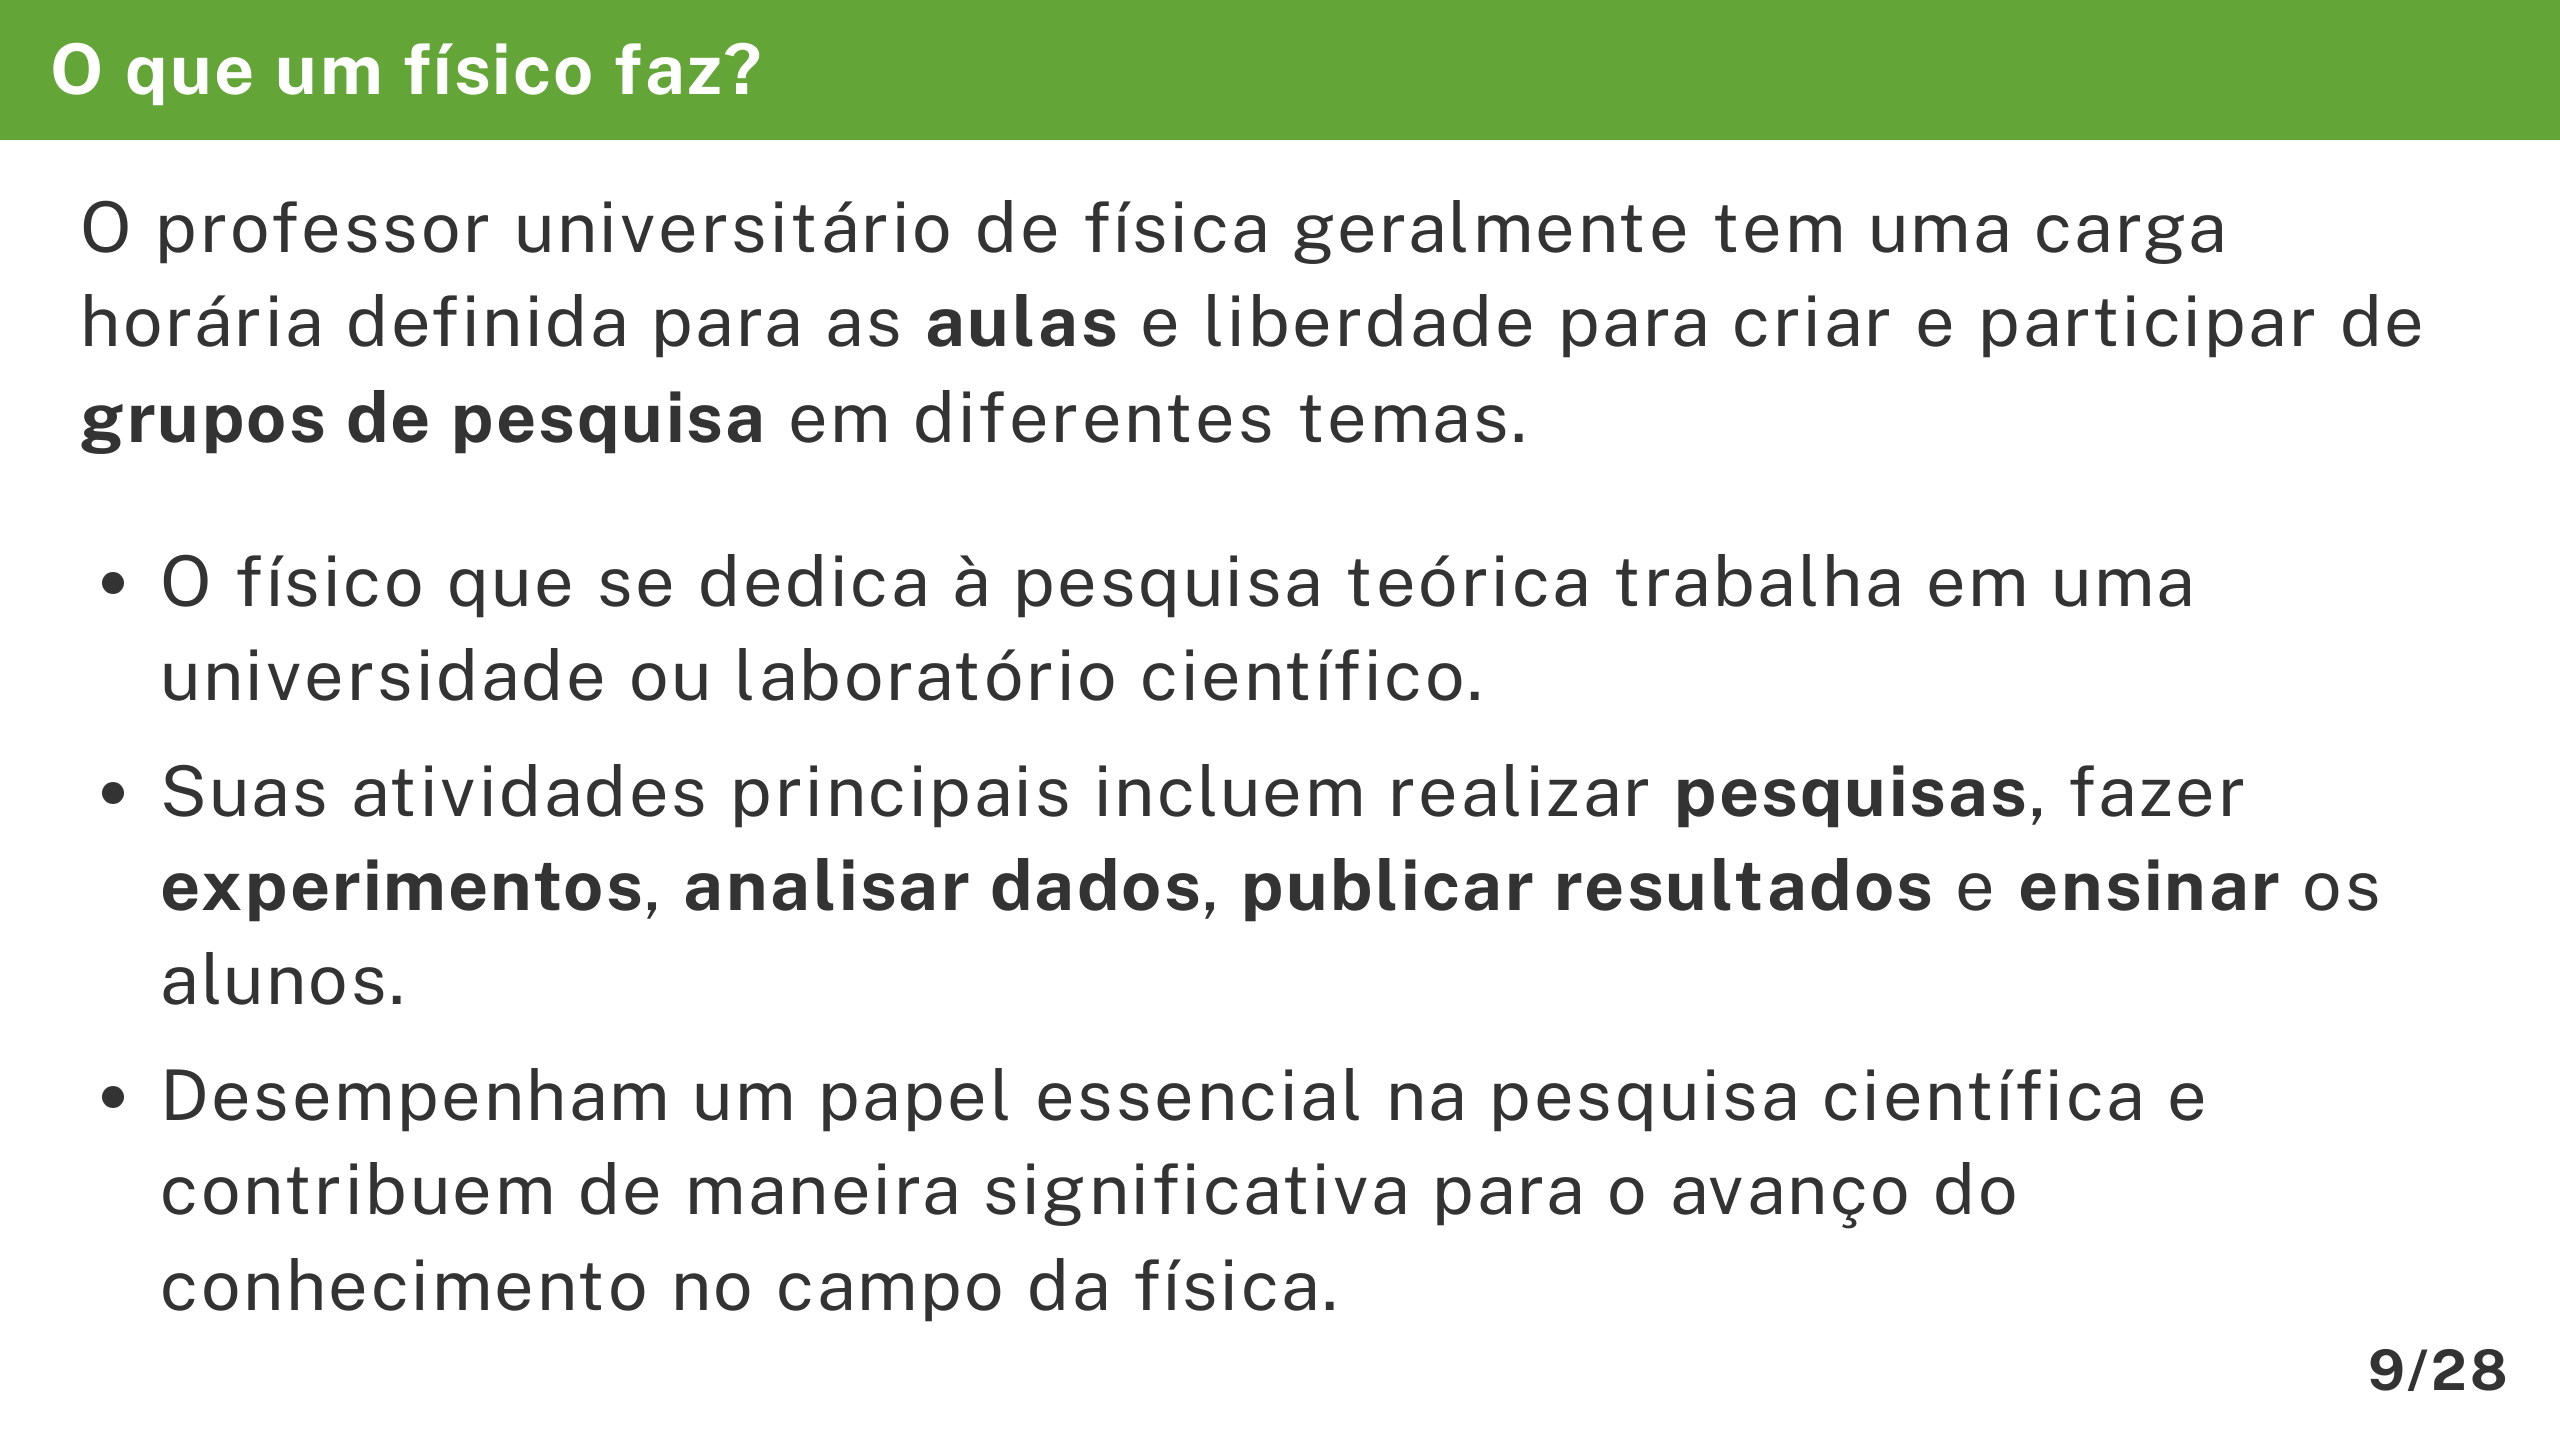 O que um físico faz?
O professor universitário de física geralmente tem uma carga
horária definida para as aulas e liberdade para criar e participar de
grupos de pesquisa em diferentes temas.
• O físico que se dedica à pesquisa teórica trabalha em uma
universidade ou laboratório científico.
• Suas atividades principais incluem realizar pesquisas, fazer
experimentos, analisar dados, publicar resultados e ensinar os
alunos.
• Desempenham um papel essencial na pesquisa científica e
contribuem de maneira significativa para o avanço do
conhecimento no campo da física.
9/28